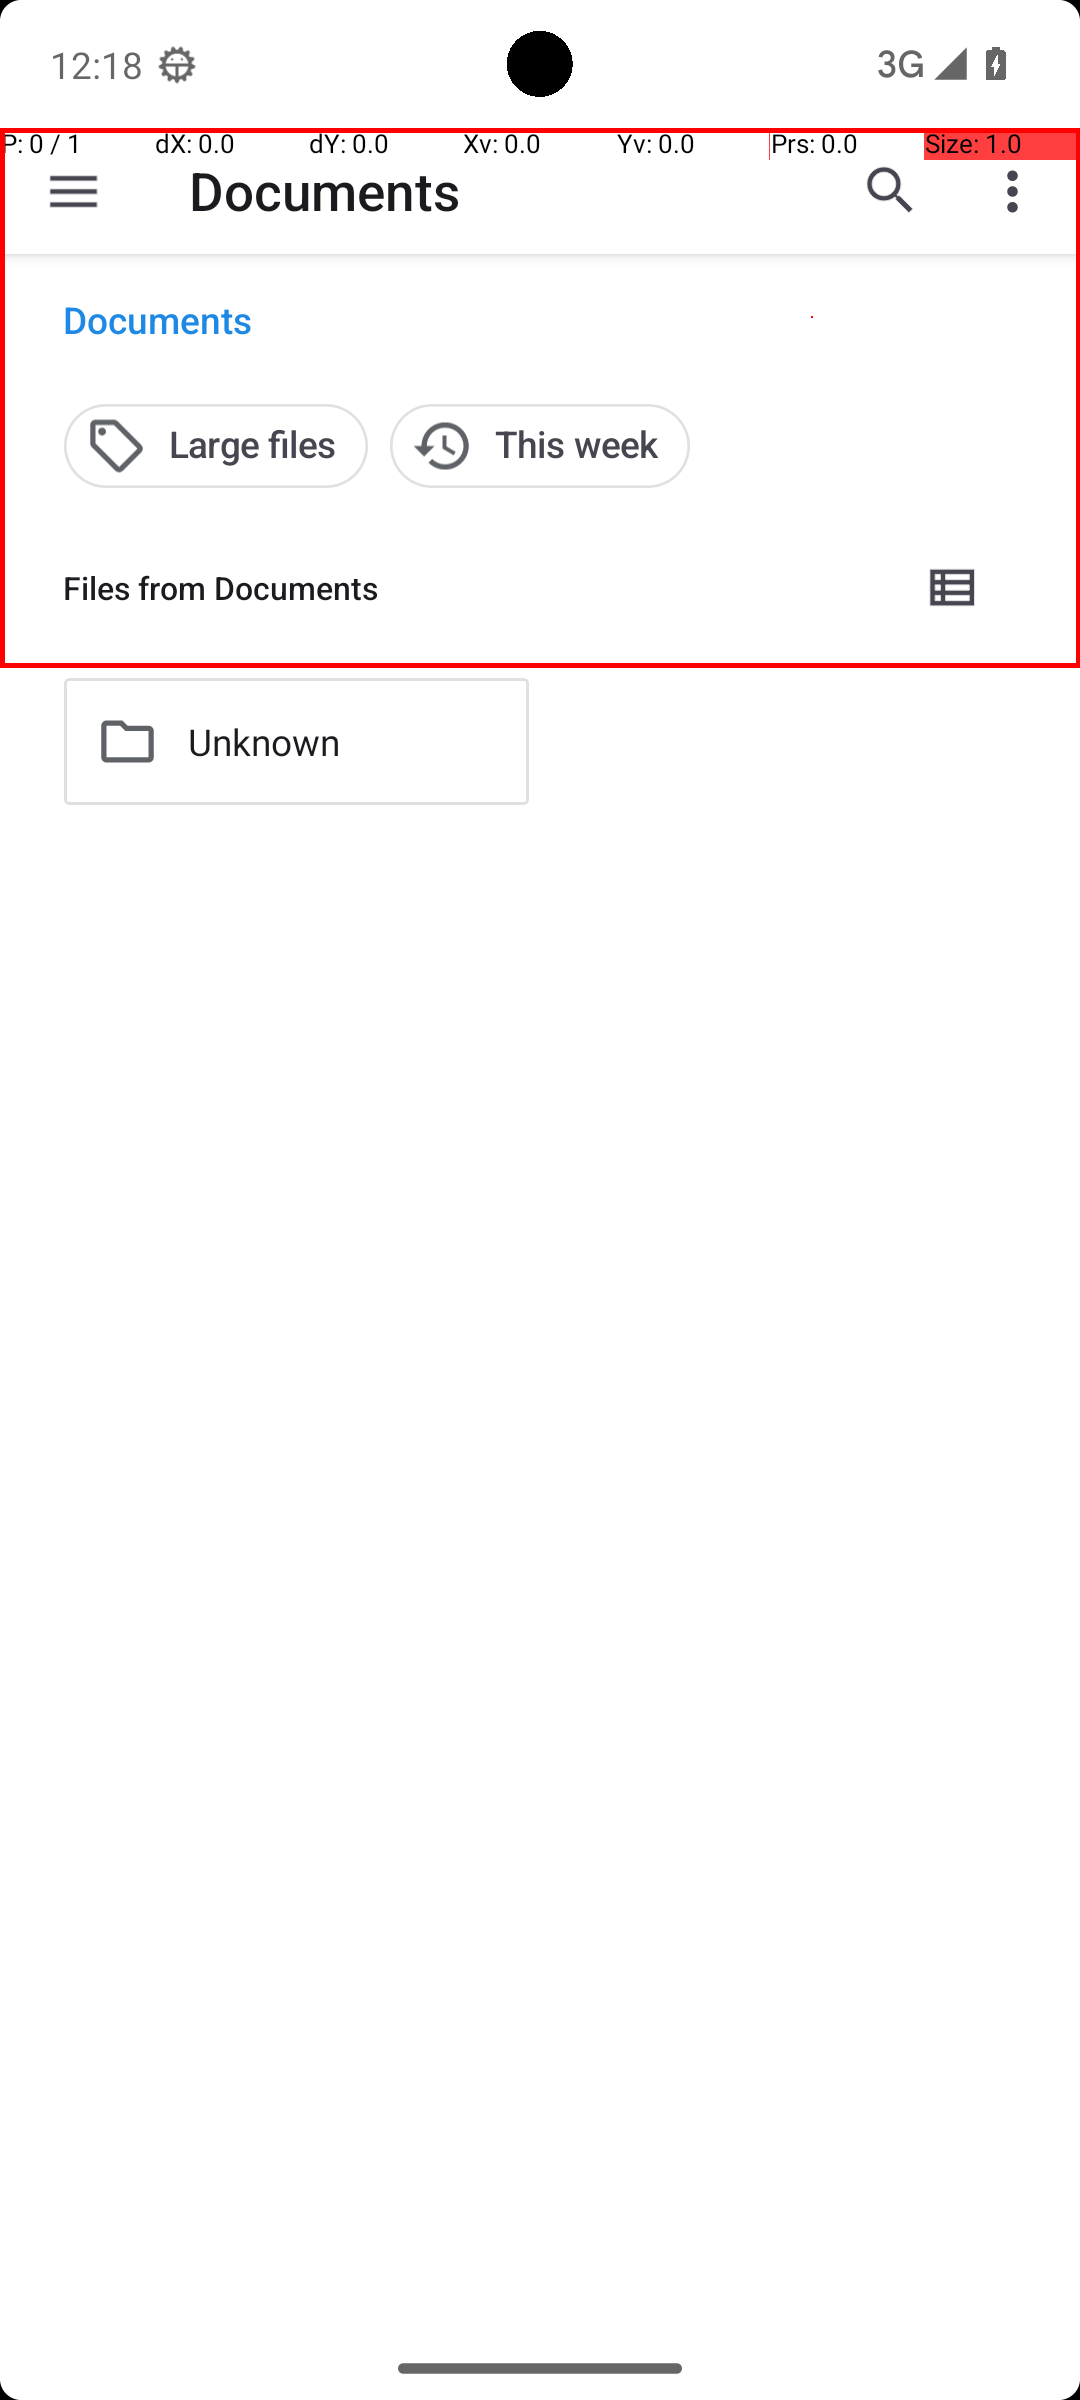 12:18 3G
P: 0 / 1 dX: 0.0 dY: 0.0 Xv: 0.0 Yv: 0.0 Prs: 0.0 Size: 1.0
Documents
Documents
Large files This week
Files from Documents
Unknown